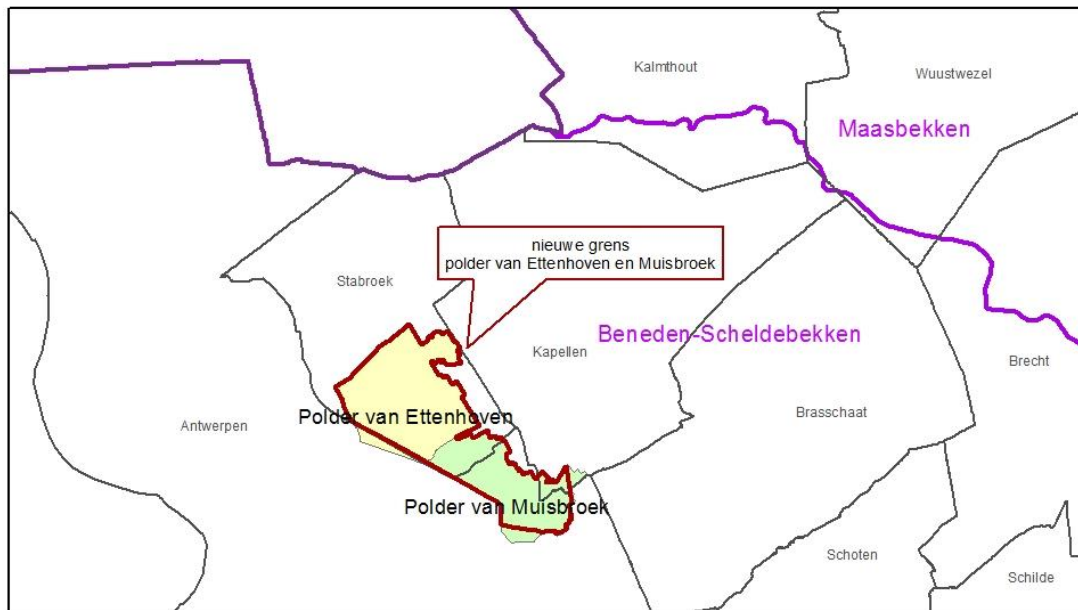 Kalmthout
Wuustwezel
Maasbekken
nieuwe grens
polder van Ettenhoven en Muisbroek
Stabroek
Beneden-Scheldebekken
Kapellen
Brecht
Polder van Ettenhoven
Antwerpen
Brasschaat
Polder van Muisbroek
Schoten
Schilde